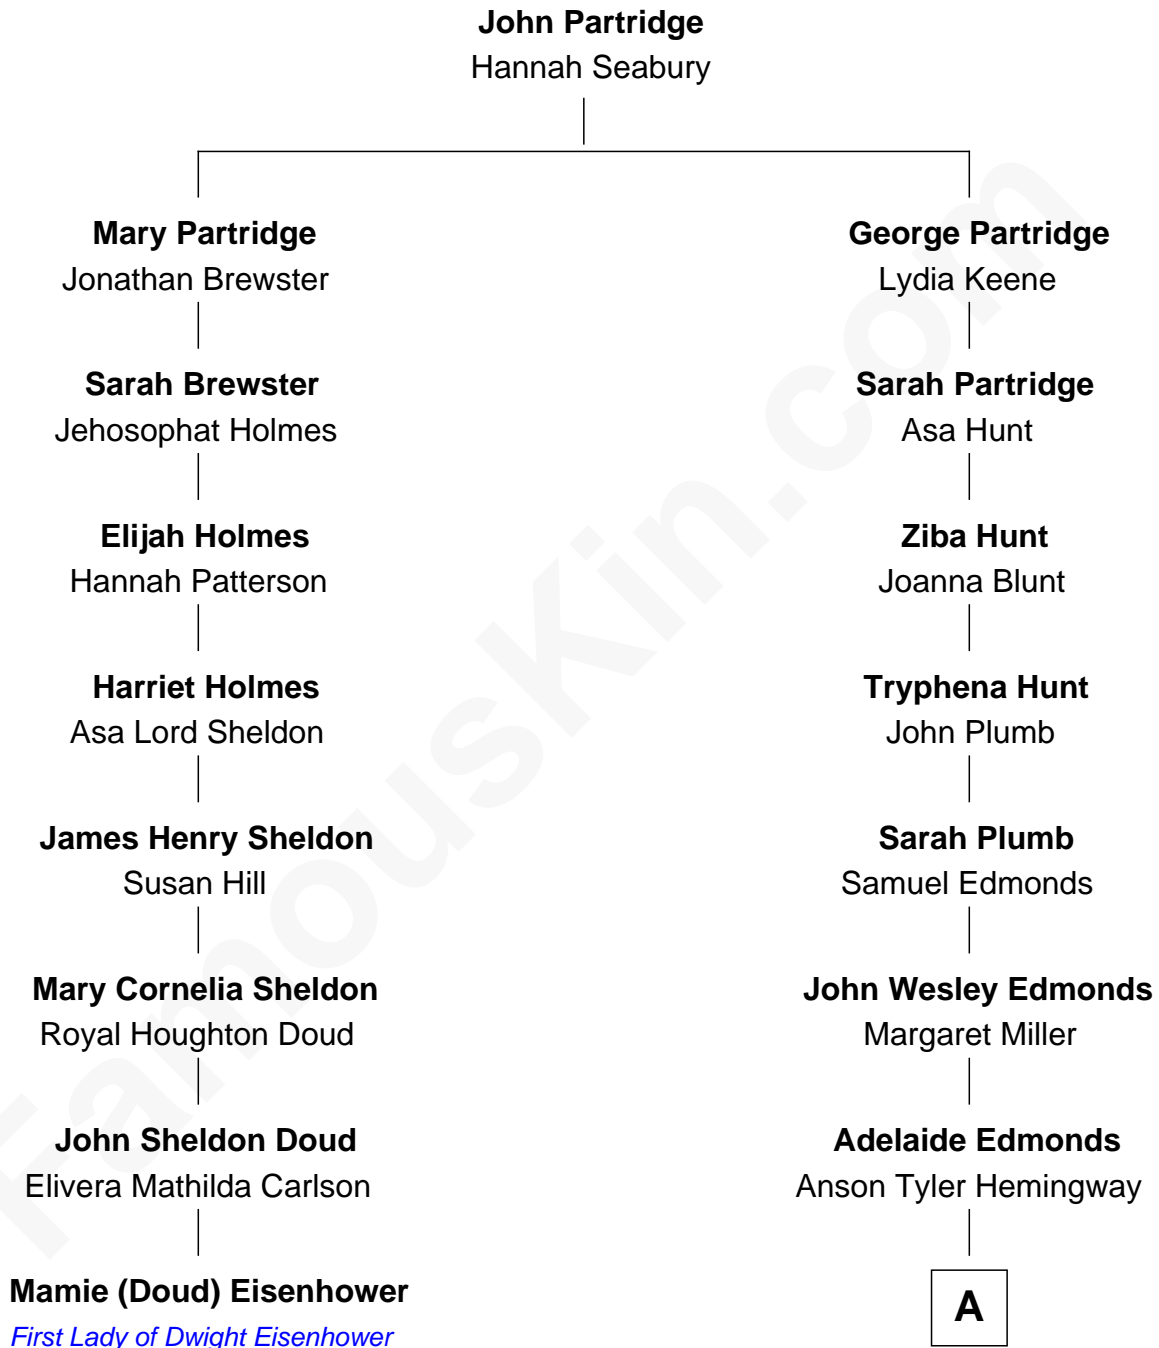 John Partridge
Hannah Seabury
Mary Partridge
Jonathan Brewster
George Partridge
Lydia Keene
Sarah Brewster
Jehosophat Holmes
Sarah Partridge
Asa Hunt
Elijah Holmes
Hannah Patterson
Ziba Hunt
Joanna Blunt
Harriet Holmes
Asa Lord Sheldon
Tryphena Hunt
John Plumb
James Henry Sheldon
Susan Hill
Sarah Plumb
Samuel Edmonds
Mary Cornelia Sheldon
Royal Houghton Doud
John Wesley Edmonds
Margaret Miller
John Sheldon Doud
Elivera Mathilda Carlson
Adelaide Edmonds
Anson Tyler Hemingway
Mamie (Doud) Eisenhower
First Lady of Dwight Eisenhower
A
FamousKin.com